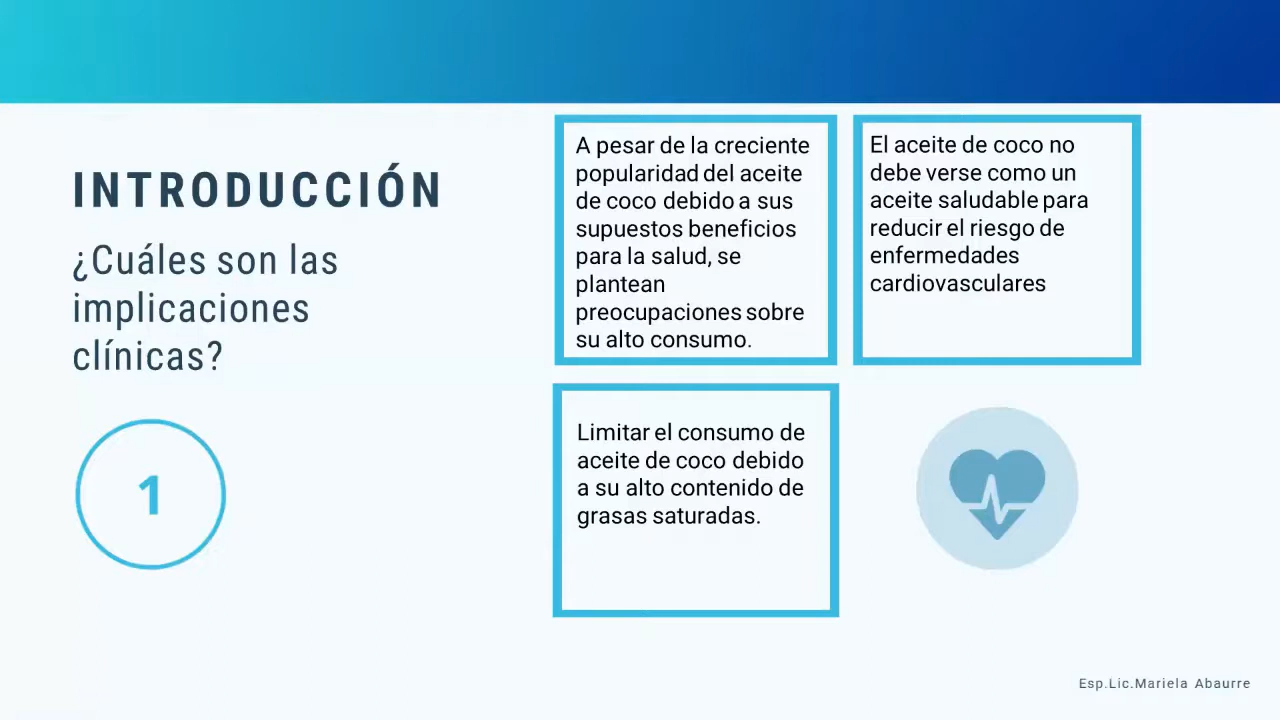 INTRODUCCIÓN
¿Cuáles son las
implicaciones
clínicas?
1
A pesar de la creciente
popularidad del aceite
de coco debido a sus
supuestos beneficios
para la salud, se
plantean
preocupaciones sobre
su alto consumo.
El aceite de coco no
debe verse como un
aceite saludable para
reducir el riesgo de
enfermedades
cardiovasculares
Limitar el consumo de
aceite de coco debido
a su alto contenido de
grasas saturadas.
Esp.Lic.Mariela Abaurre